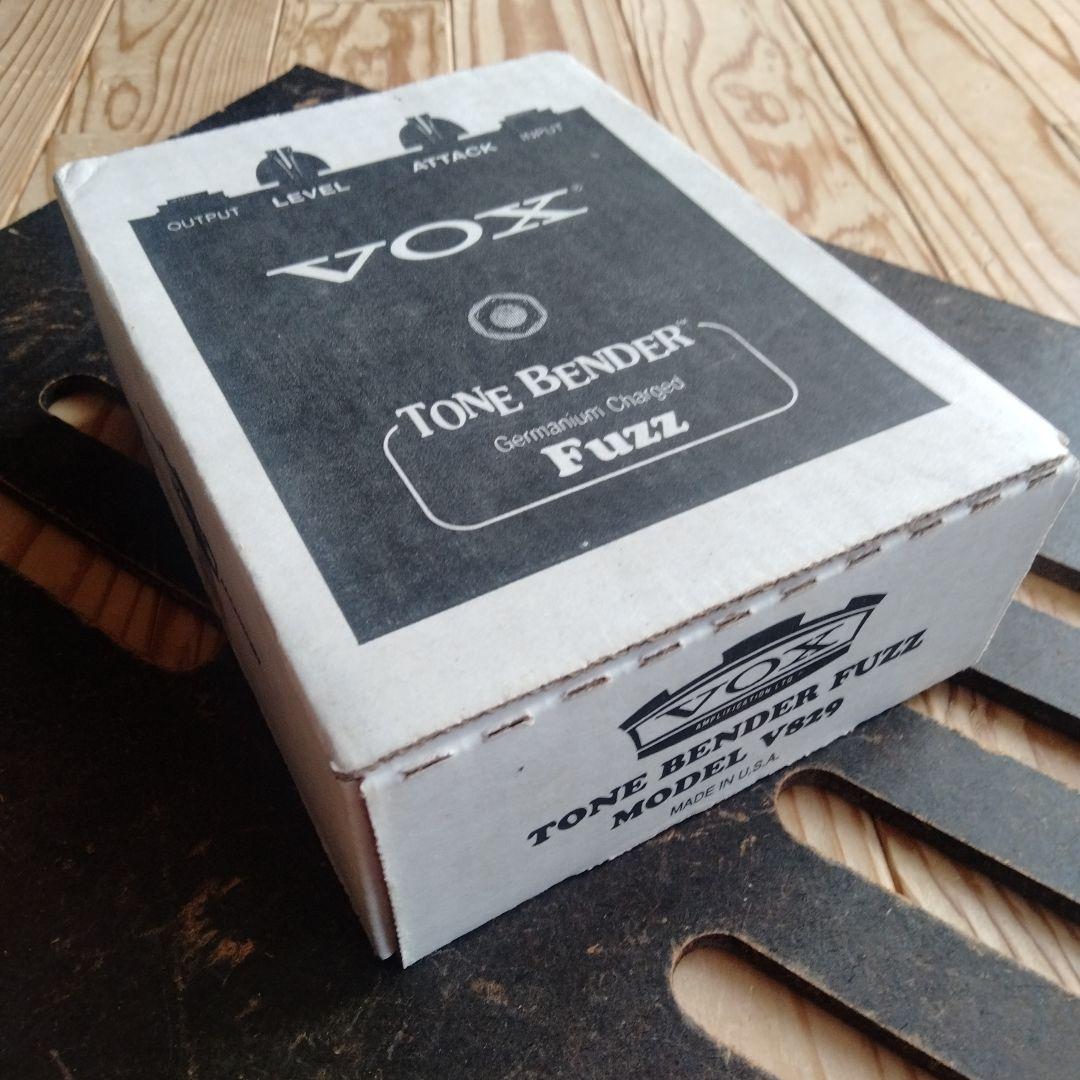 OUTPUT LEVEL ATTACK INPUT
VOX®
TONE BENDER™
Germanium Charged
Fuzz
VOX
AMPLIFICATION LTD.
TONE BENDER FUZZ
MODEL V829
MADE IN U.S.A.